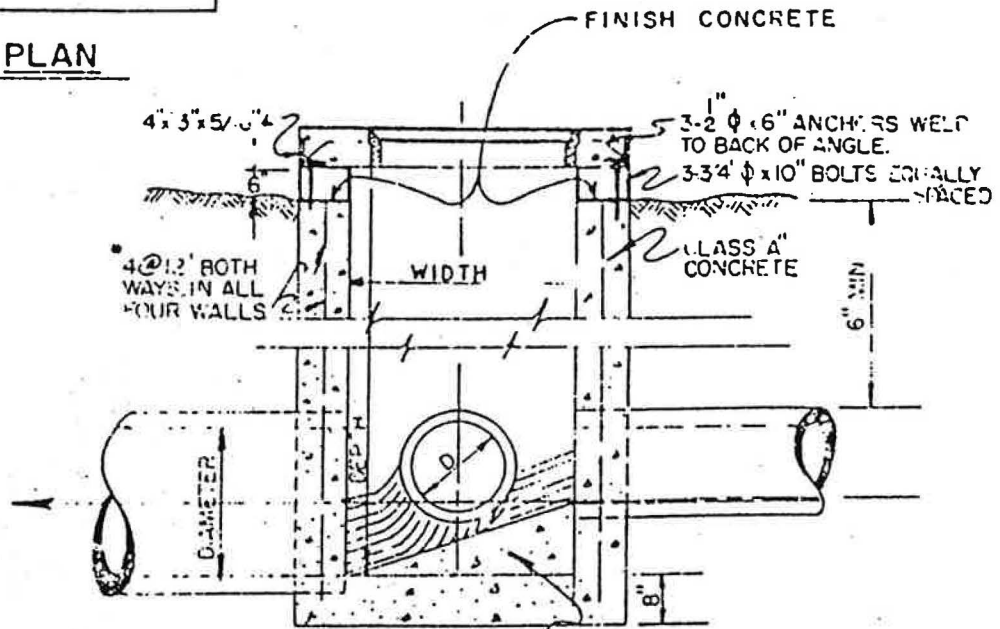 PLAN
FINISH CONCRETE
4"x 3"x 5/
3-2 1" ϕ x 6" ANCHORS WELD
TO BACK OF ANGLE.
3-3/4' ϕ x 10" BOLTS EQUALLY
SPACED
6"
CLASS A"
CONCRETE
4@12' BOTH
WAYS IN ALL
FOUR WALLS
WIDTH
6" MIN
DEPTH
D
DIAMETER
8"